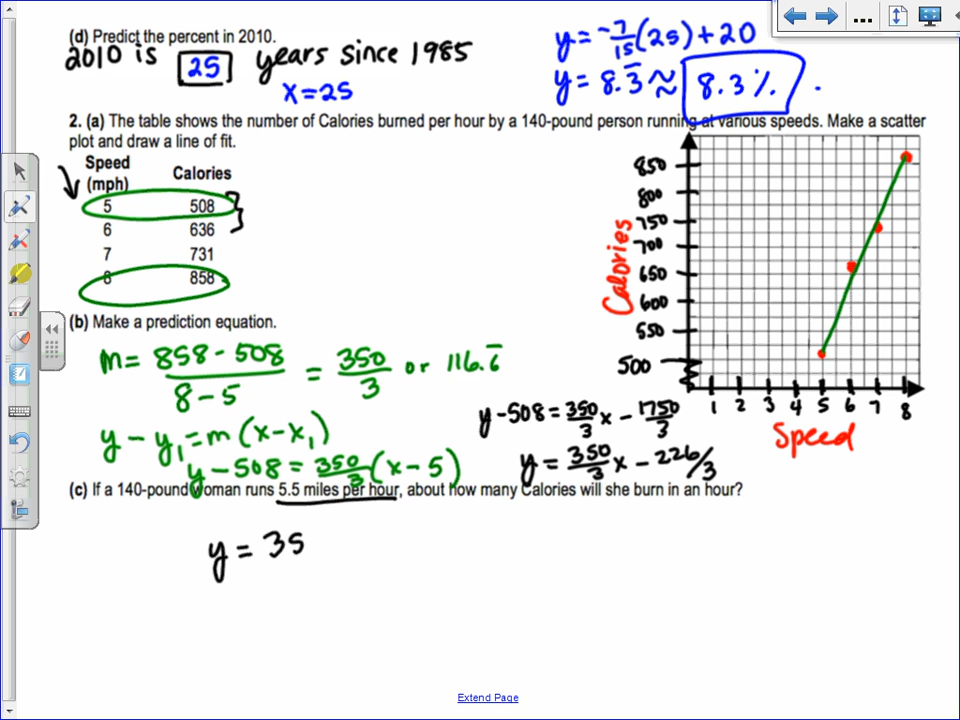 (d) Predict the percent in 2010.
2010 is 25 years since 1985
x=25
y = -7/15 (25) + 20
y = 8.3̅ ≈ 8.3%.
2. (a) The table shows the number of Calories burned per hour by a 140-pound person running at various speeds. Make a scatter
plot and draw a line of fit.
Speed
(mph) Calories
5 508
6 636
7 731
8 858
850
800
750
700
650
600
550
500
Calories
1 2 3 4 5 6 7 8
Speed
(b) Make a prediction equation.
m = 858 - 508 / 8 - 5 = 350/3 or 116.6̅
y - y₁ = m (x - x₁)
y - 508 = 350/3 (x - 5)
y - 508 = 350/3 x - 1750/3
y = 350/3 x - 226/3
(c) If a 140-pound woman runs 5.5 miles per hour, about how many Calories will she burn in an hour?
y = 35
Extend Page